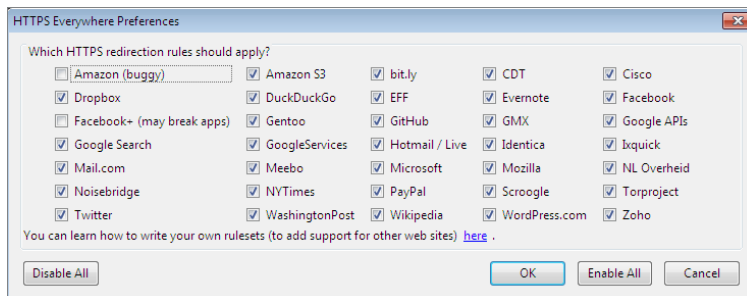 HTTPS Everywhere Preferences
Which HTTPS redirection rules should apply?
Amazon (buggy) Amazon S3 bit.ly CDT Cisco
Dropbox DuckDuckGo EFF Evernote Facebook
Facebook+ (may break apps) Gentoo GitHub GMX Google APIs
Google Search GoogleServices Hotmail / Live Identica Ixquick
Mail.com Meebo Microsoft Mozilla NL Overheid
Noisebridge NYTimes PayPal Scroogle Torproject
Twitter WashingtonPost Wikipedia WordPress.com Zoho
You can learn how to write your own rulesets (to add support for other web sites) here .
Disable All OK Enable All Cancel